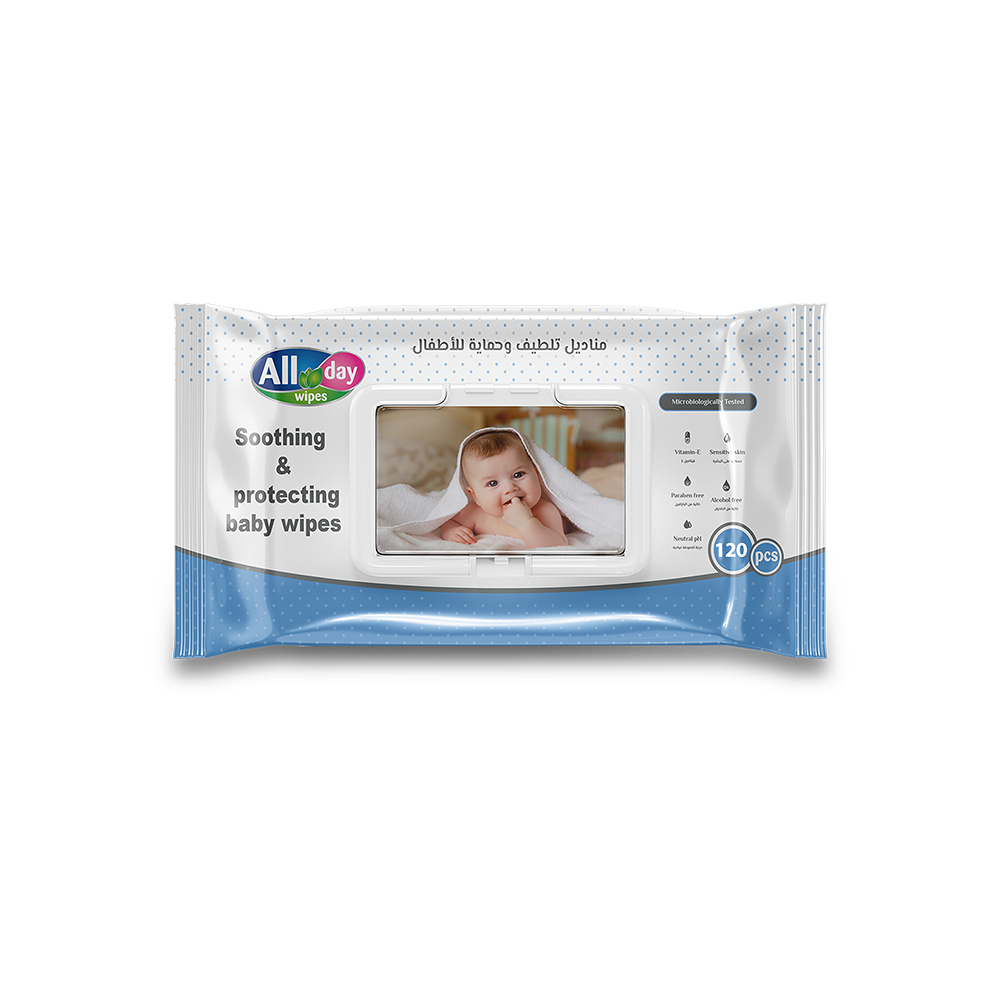 مناديل تلطيف وحماية للأطفال
All day
wipes
Soothing
&
protecting
baby wipes
Microbiologically Tested
Vitamin-E
Sensitive skin
Paraben free
Alcohol free
Neutral pH
120 pcs